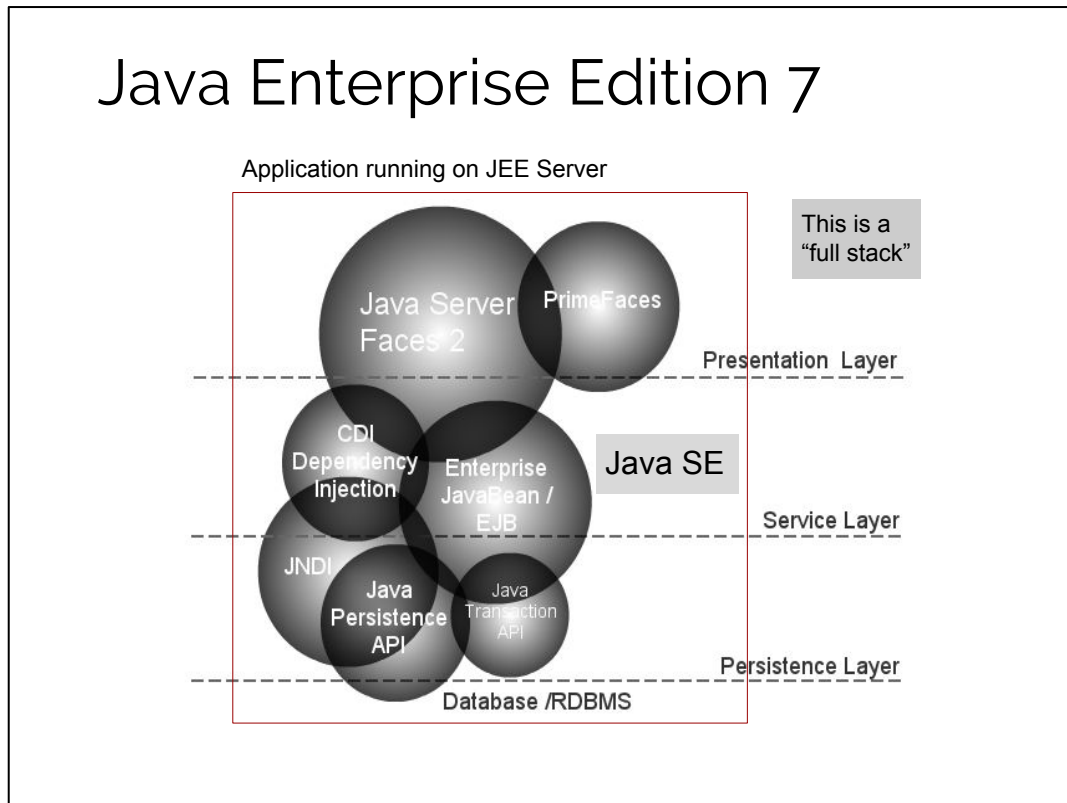 Java Enterprise Edition 7
Application running on JEE Server
This is a
“full stack”
Java Server
Faces 2
PrimeFaces
Presentation Layer
CDI
Dependency
Injection
Enterprise
JavaBean /
EJB
Java SE
Service Layer
JNDI
Java
Persistence
API
Java
Transaction
API
Persistence Layer
Database /RDBMS